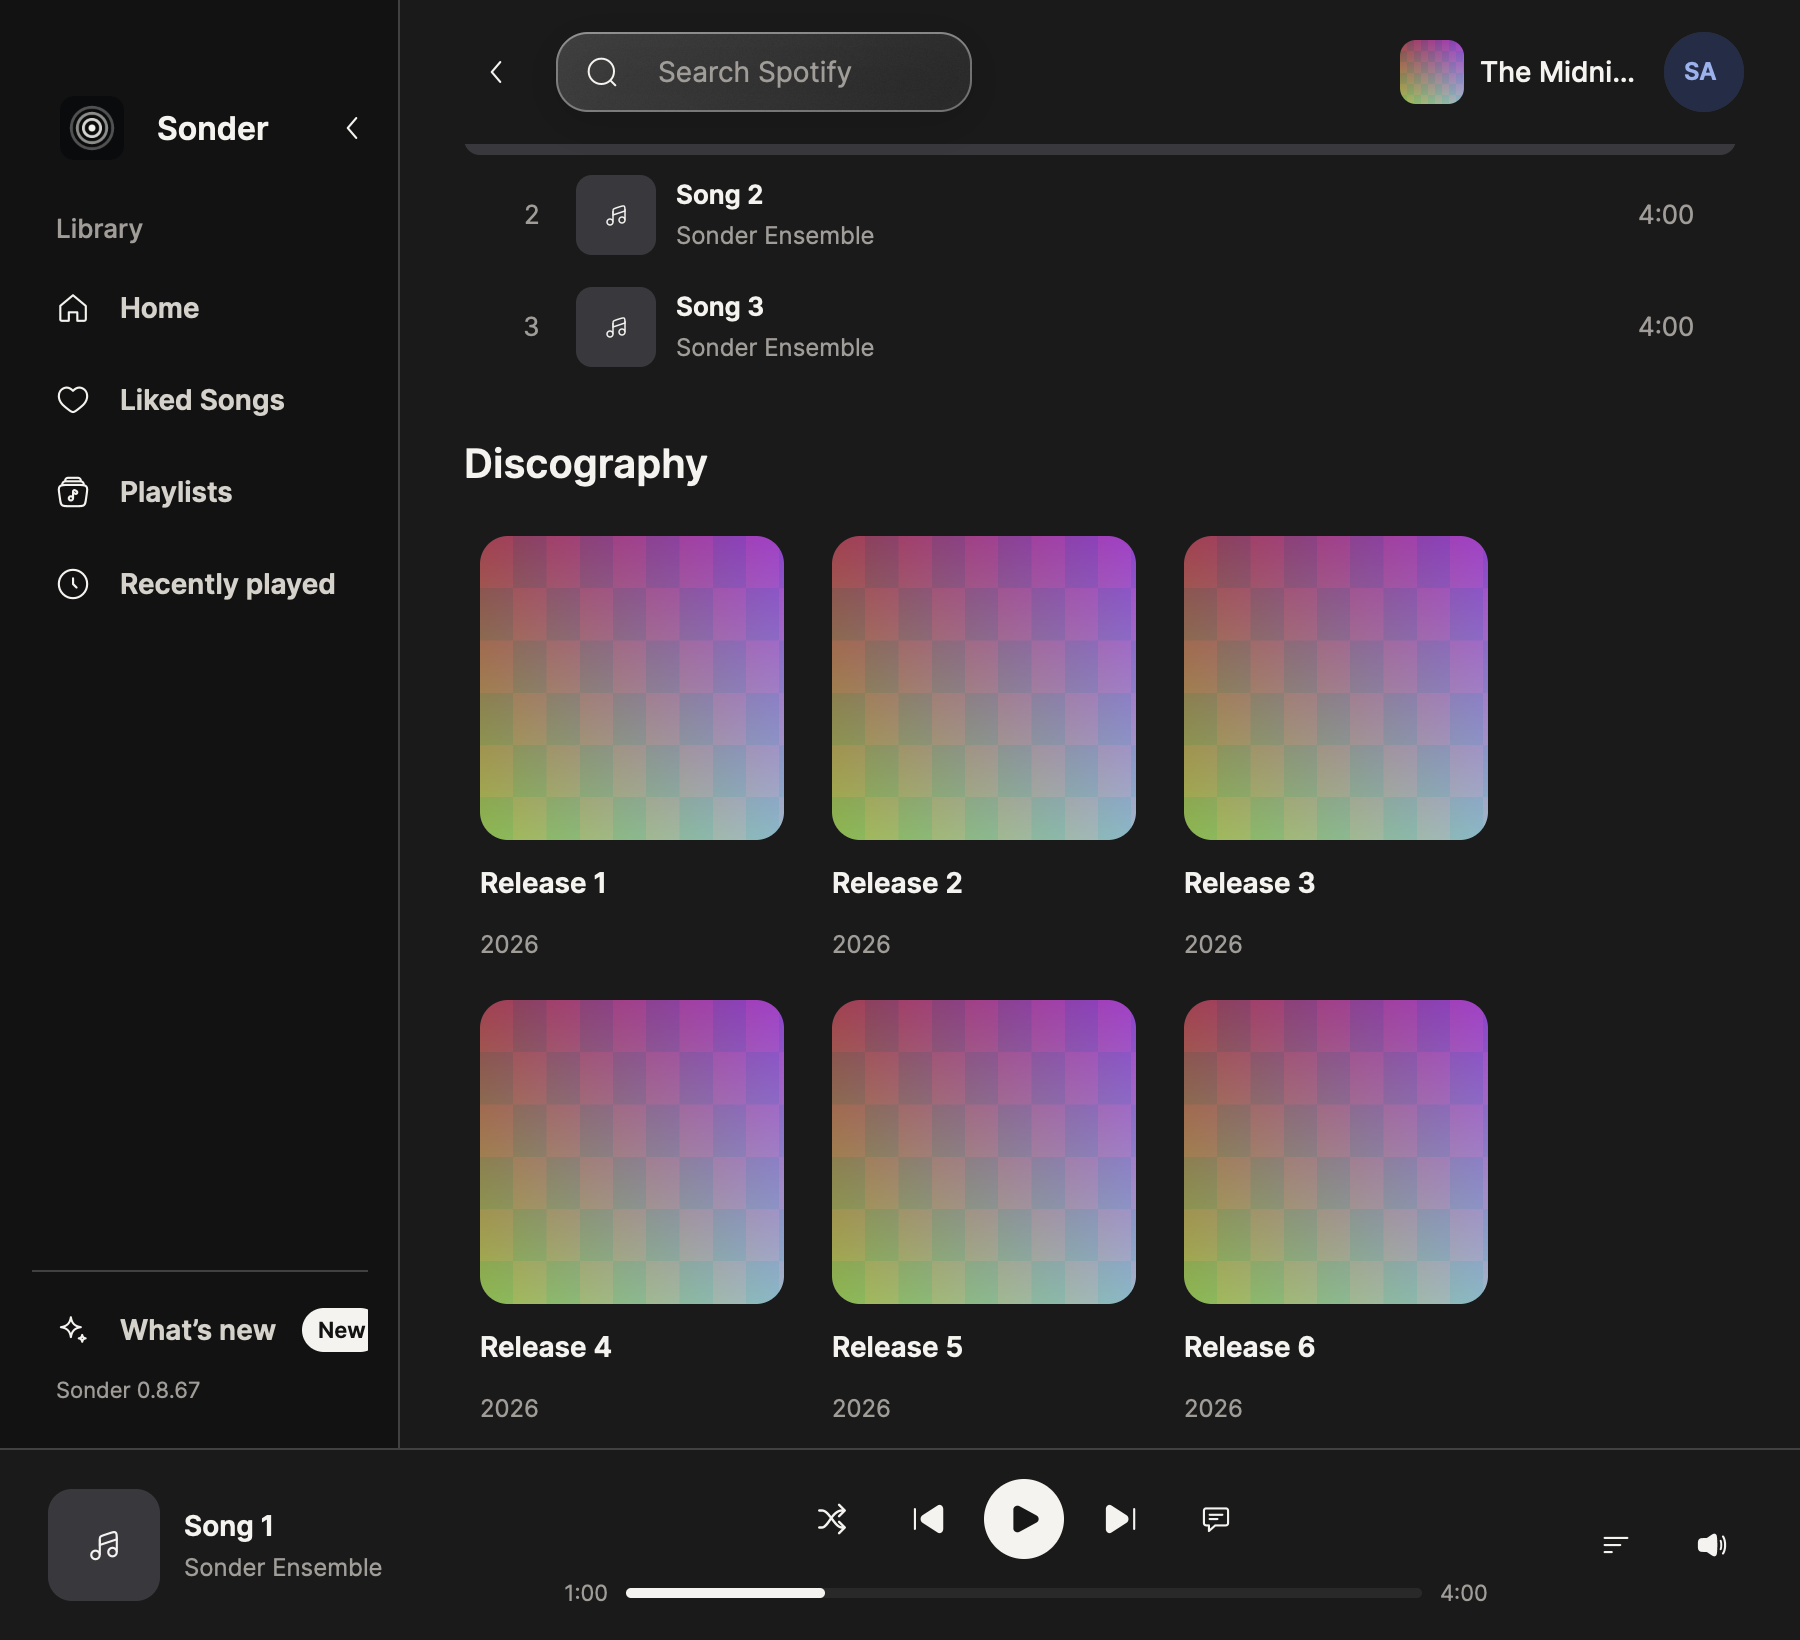 Sonder
Library
Home
Liked Songs
Playlists
Recently played
What’s new
New
Sonder 0.8.67
Search Spotify
The Midni...
SA
2
Song 2
Sonder Ensemble
4:00
3
Song 3
Sonder Ensemble
4:00
Discography
Release 1
2026
Release 2
2026
Release 3
2026
Release 4
2026
Release 5
2026
Release 6
2026
Song 1
Sonder Ensemble
1:00
4:00